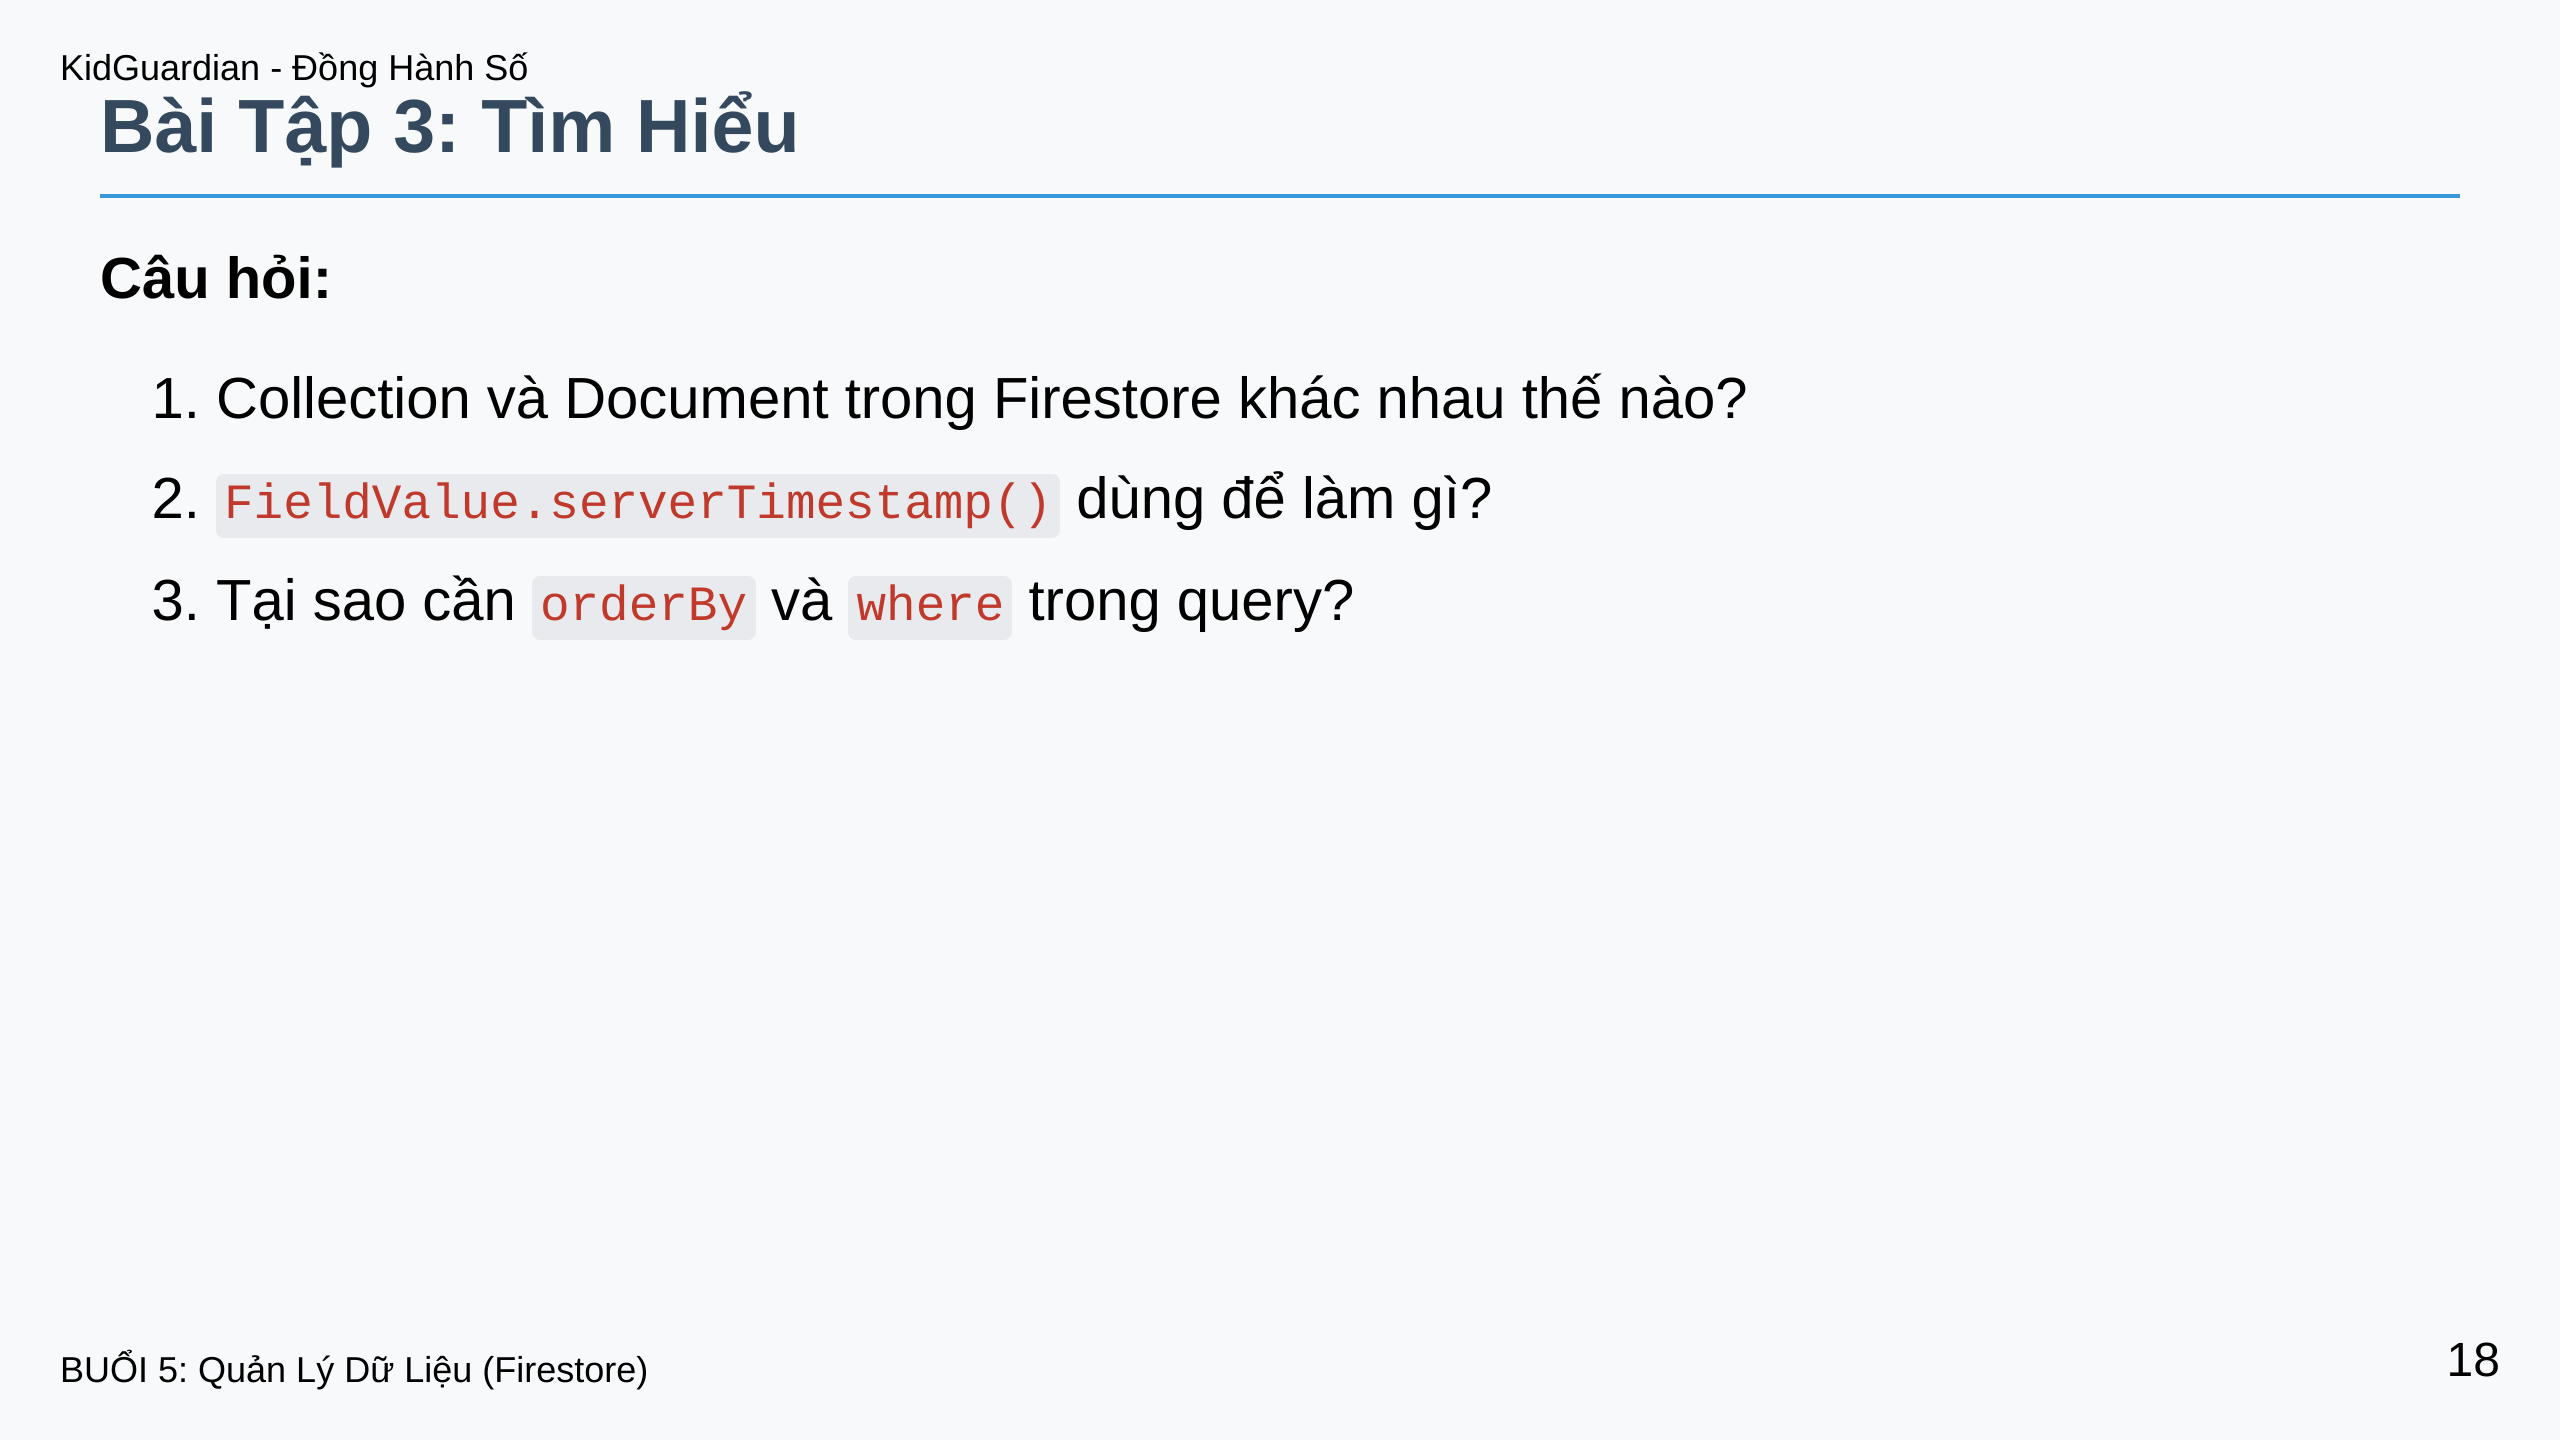 KidGuardian - Đồng Hành Số
Bài Tập 3: Tìm Hiểu
Câu hỏi:
1. Collection và Document trong Firestore khác nhau thế nào?
2. FieldValue.serverTimestamp() dùng để làm gì?
3. Tại sao cần orderBy và where trong query?
BUỔI 5: Quản Lý Dữ Liệu (Firestore)
18